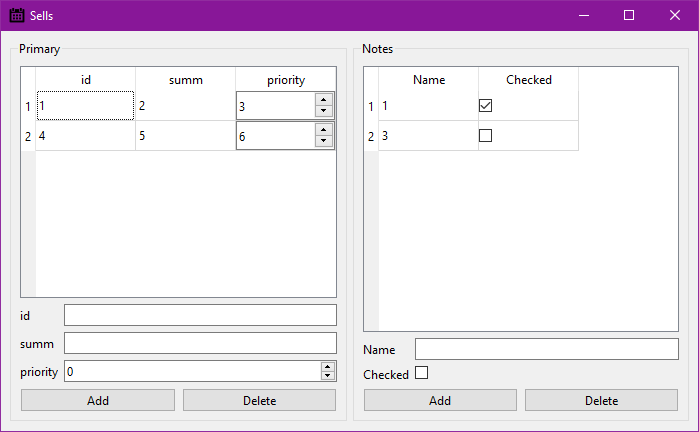 Sells
Primary
id summ priority
1 1 2 3
2 4 5 6
id
summ
priority 0
Add Delete
Notes
Name Checked
1 1
2 3
Name
Checked
Add Delete